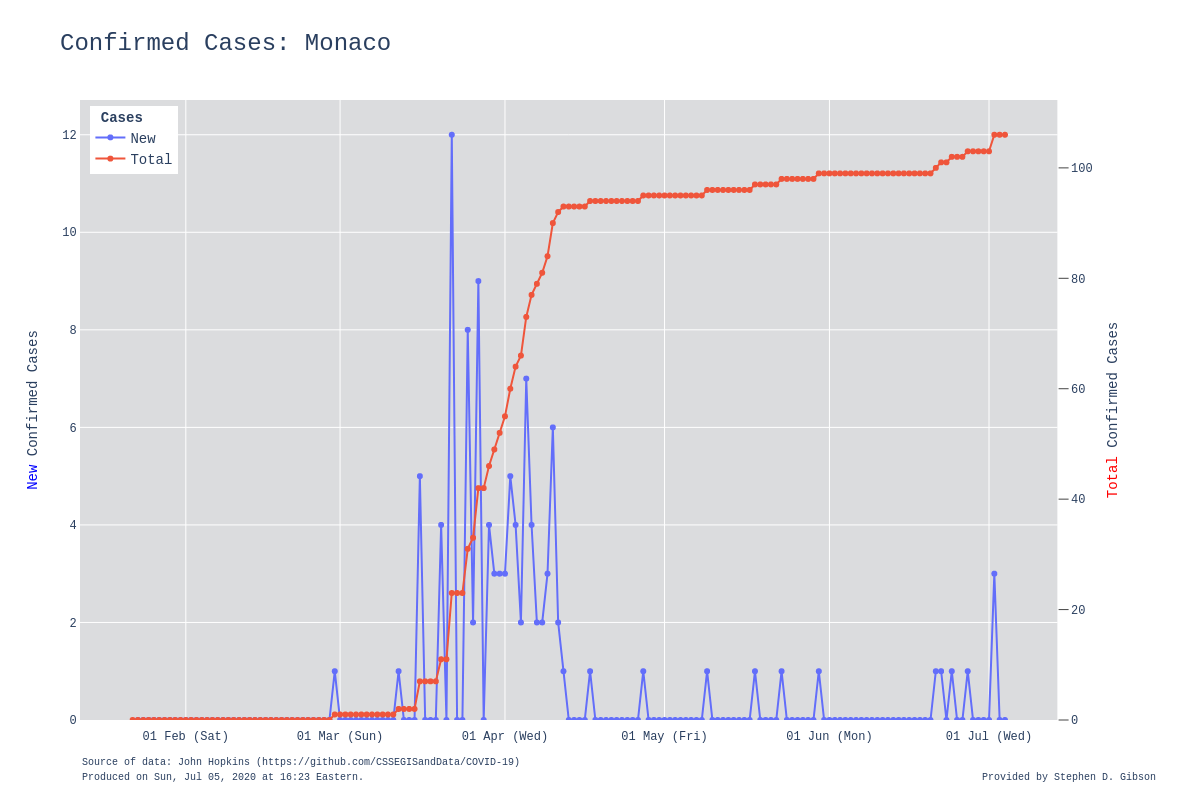 Confirmed Cases: Monaco
Cases
New
Total
12
10
8
6
4
2
0
100
80
60
40
20
0
New Confirmed Cases
Total Confirmed Cases
01 Feb (Sat)
01 Mar (Sun)
01 Apr (Wed)
01 May (Fri)
01 Jun (Mon)
01 Jul (Wed)
Source of data: John Hopkins (https://github.com/CSSEGISandData/COVID-19)
Produced on Sun, Jul 05, 2020 at 16:23 Eastern.
Provided by Stephen D. Gibson